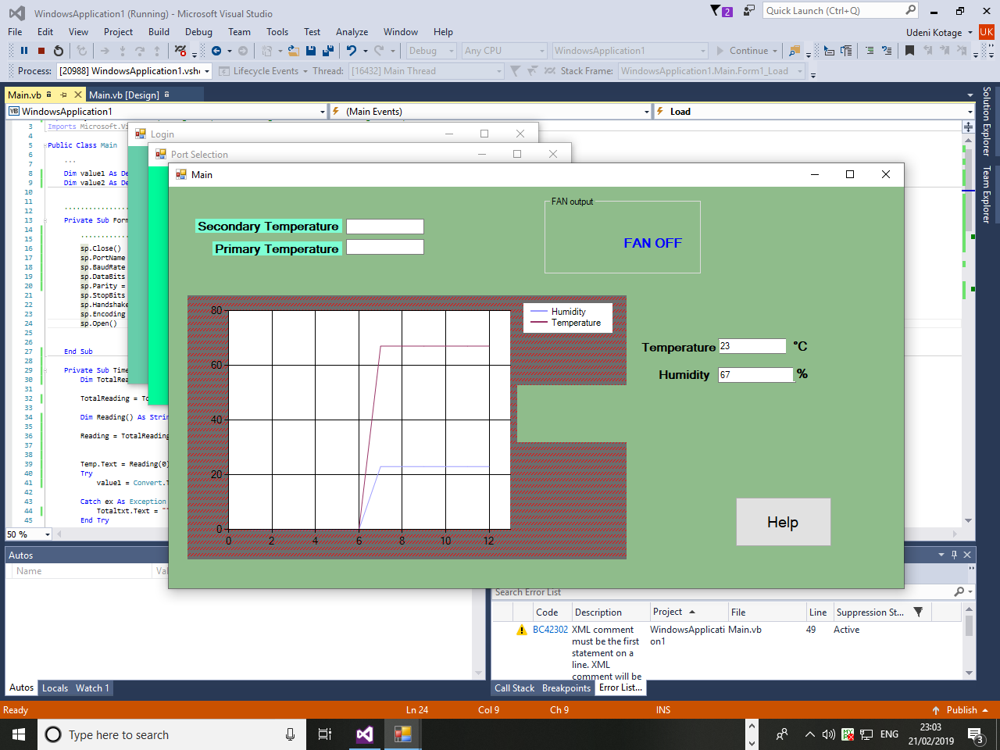 WindowsApplication1 (Running) - Microsoft Visual Studio
2
Quick Launch (Ctrl+Q)
File Edit View Project Build Debug Team Tools Test Analyze Window Help
Udeni Kotage UK
Debug Any CPU WindowsApplication1 Continue
Process: [20988] WindowsApplication1.vsh Lifecycle Events Thread: [16432] Main Thread Stack Frame: WindowsApplication1.Main.Form1_Load
Main.vb Main.vb [Design]
WindowsApplication1 (Main Events) Load
Solution Explorer
Team Explorer
3 Imports Microsoft.Vi
4
5 Public Class Main
6
7 ...
8 Dim value1 As De
9 Dim value2 As De
10
11
12 ................
13 Private Sub Form
14
15 ............
16 sp.Close()
17 sp.PortName
18 sp.BaudRate
19 sp.DataBits
20 sp.Parity =
21 sp.StopBits
22 sp.Handshake
23 sp.Encoding
24 sp.Open()
25
26
27 End Sub
28
29 Private Sub Time
30 Dim TotalRea
31
32 TotalReading = To
33
34 Dim Reading() As Strin
35
36 Reading = TotalReading
37
38
39 Temp.Text = Reading(0)
40 Try
41 value1 = Convert.T
42
43 Catch ex As Exception
44 Totaltxt.Text = "
45 End Try
50 %
Login
Port Selection
Main
Secondary Temperature
Primary Temperature
FAN output
FAN OFF
80
60
40
20
0
0 2 4 6 8 10 12
Humidity
Temperature
Temperature 23 °C
Humidity 67 %
Help
Autos
Name Val
Search Error List
Code Description Project File Line Suppression St...
BC42302 XML comment must be the first statement on a line. XML comment will be WindowsApplication1 Main.vb 49 Active
Autos Locals Watch 1
Call Stack Breakpoints Error List...
Ready Ln 24 Col 9 Ch 9 INS Publish
Type here to search
ENG
23:03
21/02/2019
3